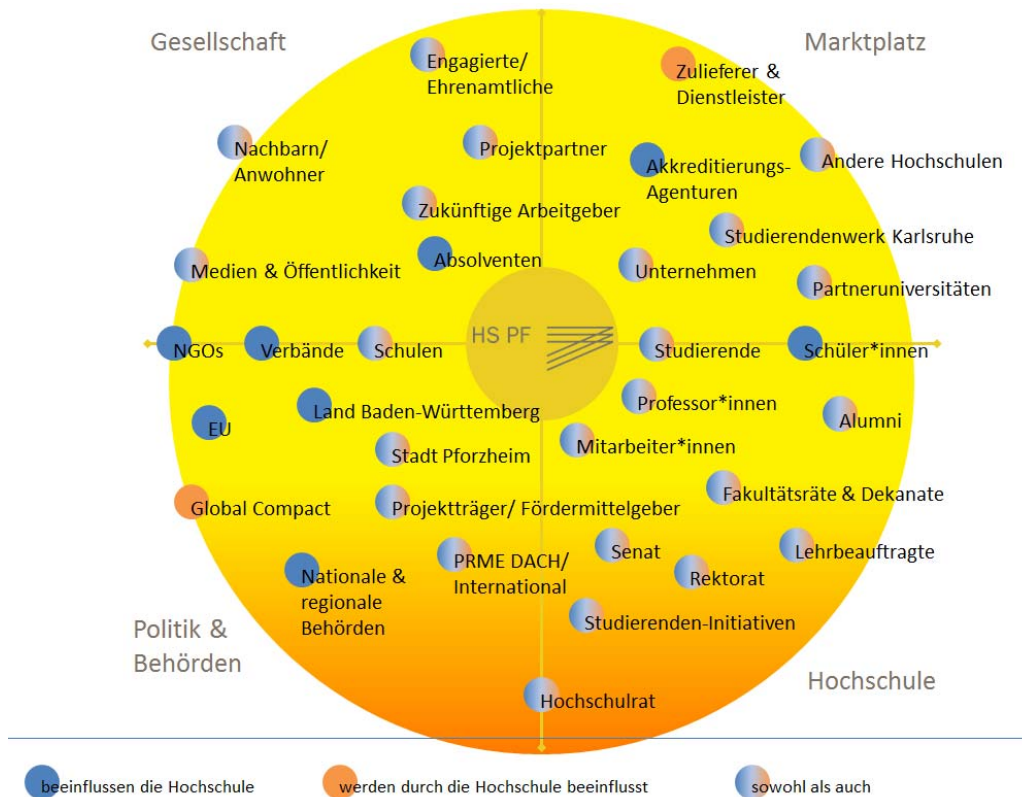 Gesellschaft
Marktplatz
Engagierte/
Ehrenamtliche
Zulieferer &
Dienstleister
Nachbarn/
Anwohner
Projektpartner
Akkreditierungs-
Agenturen
Andere Hochschulen
Zukünftige Arbeitgeber
Studierendenwerk Karlsruhe
Absolventen
Medien & Öffentlichkeit
Unternehmen
Partneruniversitäten
HS PF
NGOs
Verbände
Schulen
Studierende
Schüler*innen
Land Baden-Württemberg
Professor*innen
EU
Alumni
Stadt Pforzheim
Mitarbeiter*innen
Global Compact
Projektträger/ Fördermittelgeber
Fakultätsräte & Dekanate
PRME DACH/
International
Senat
Lehrbeauftragte
Nationale &
regionale
Behörden
Rektorat
Studierenden-Initiativen
Politik &
Behörden
Hochschule
Hochschulrat
beeinflussen die Hochschule
werden durch die Hochschule beeinflusst
sowohl als auch